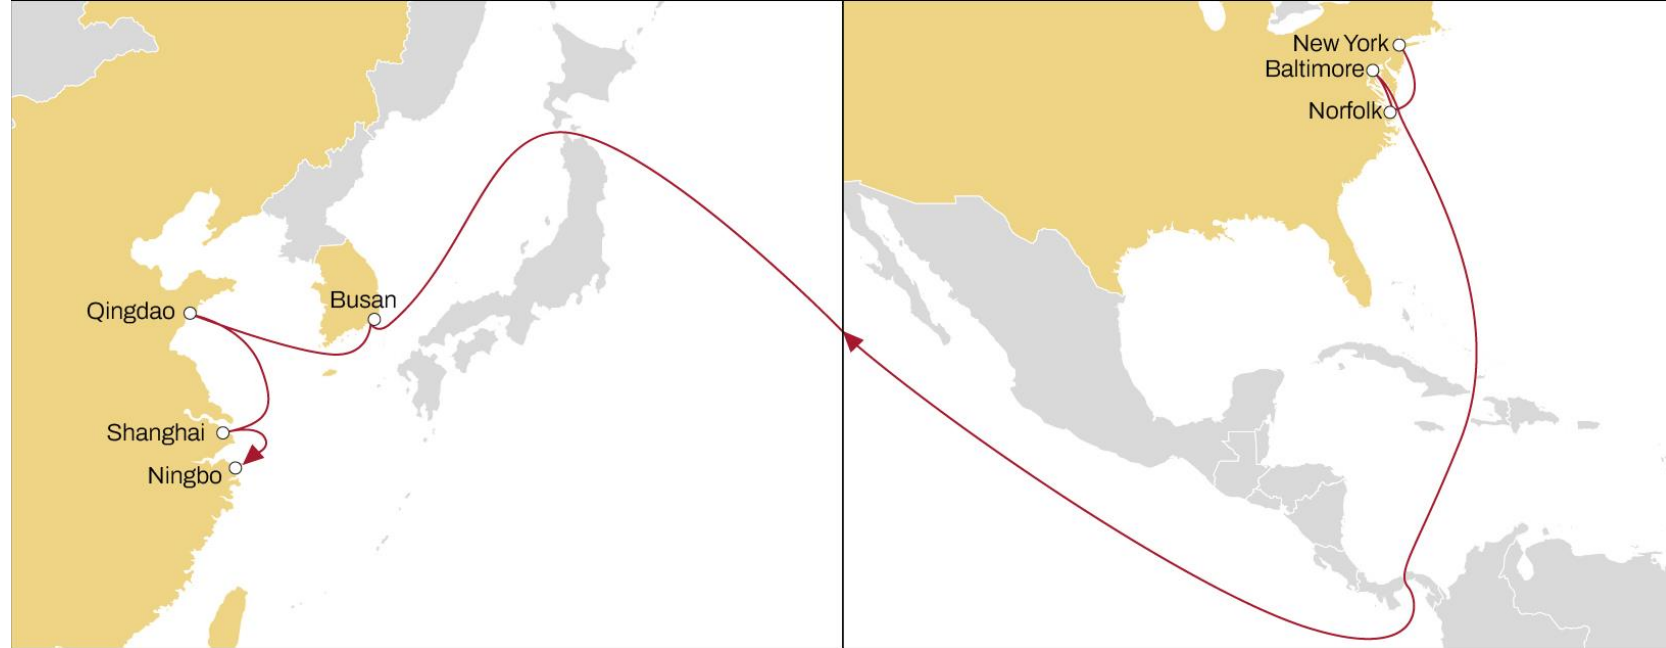 New York
Baltimore
Norfolk
Busan
Qingdao
Shanghai
Ningbo